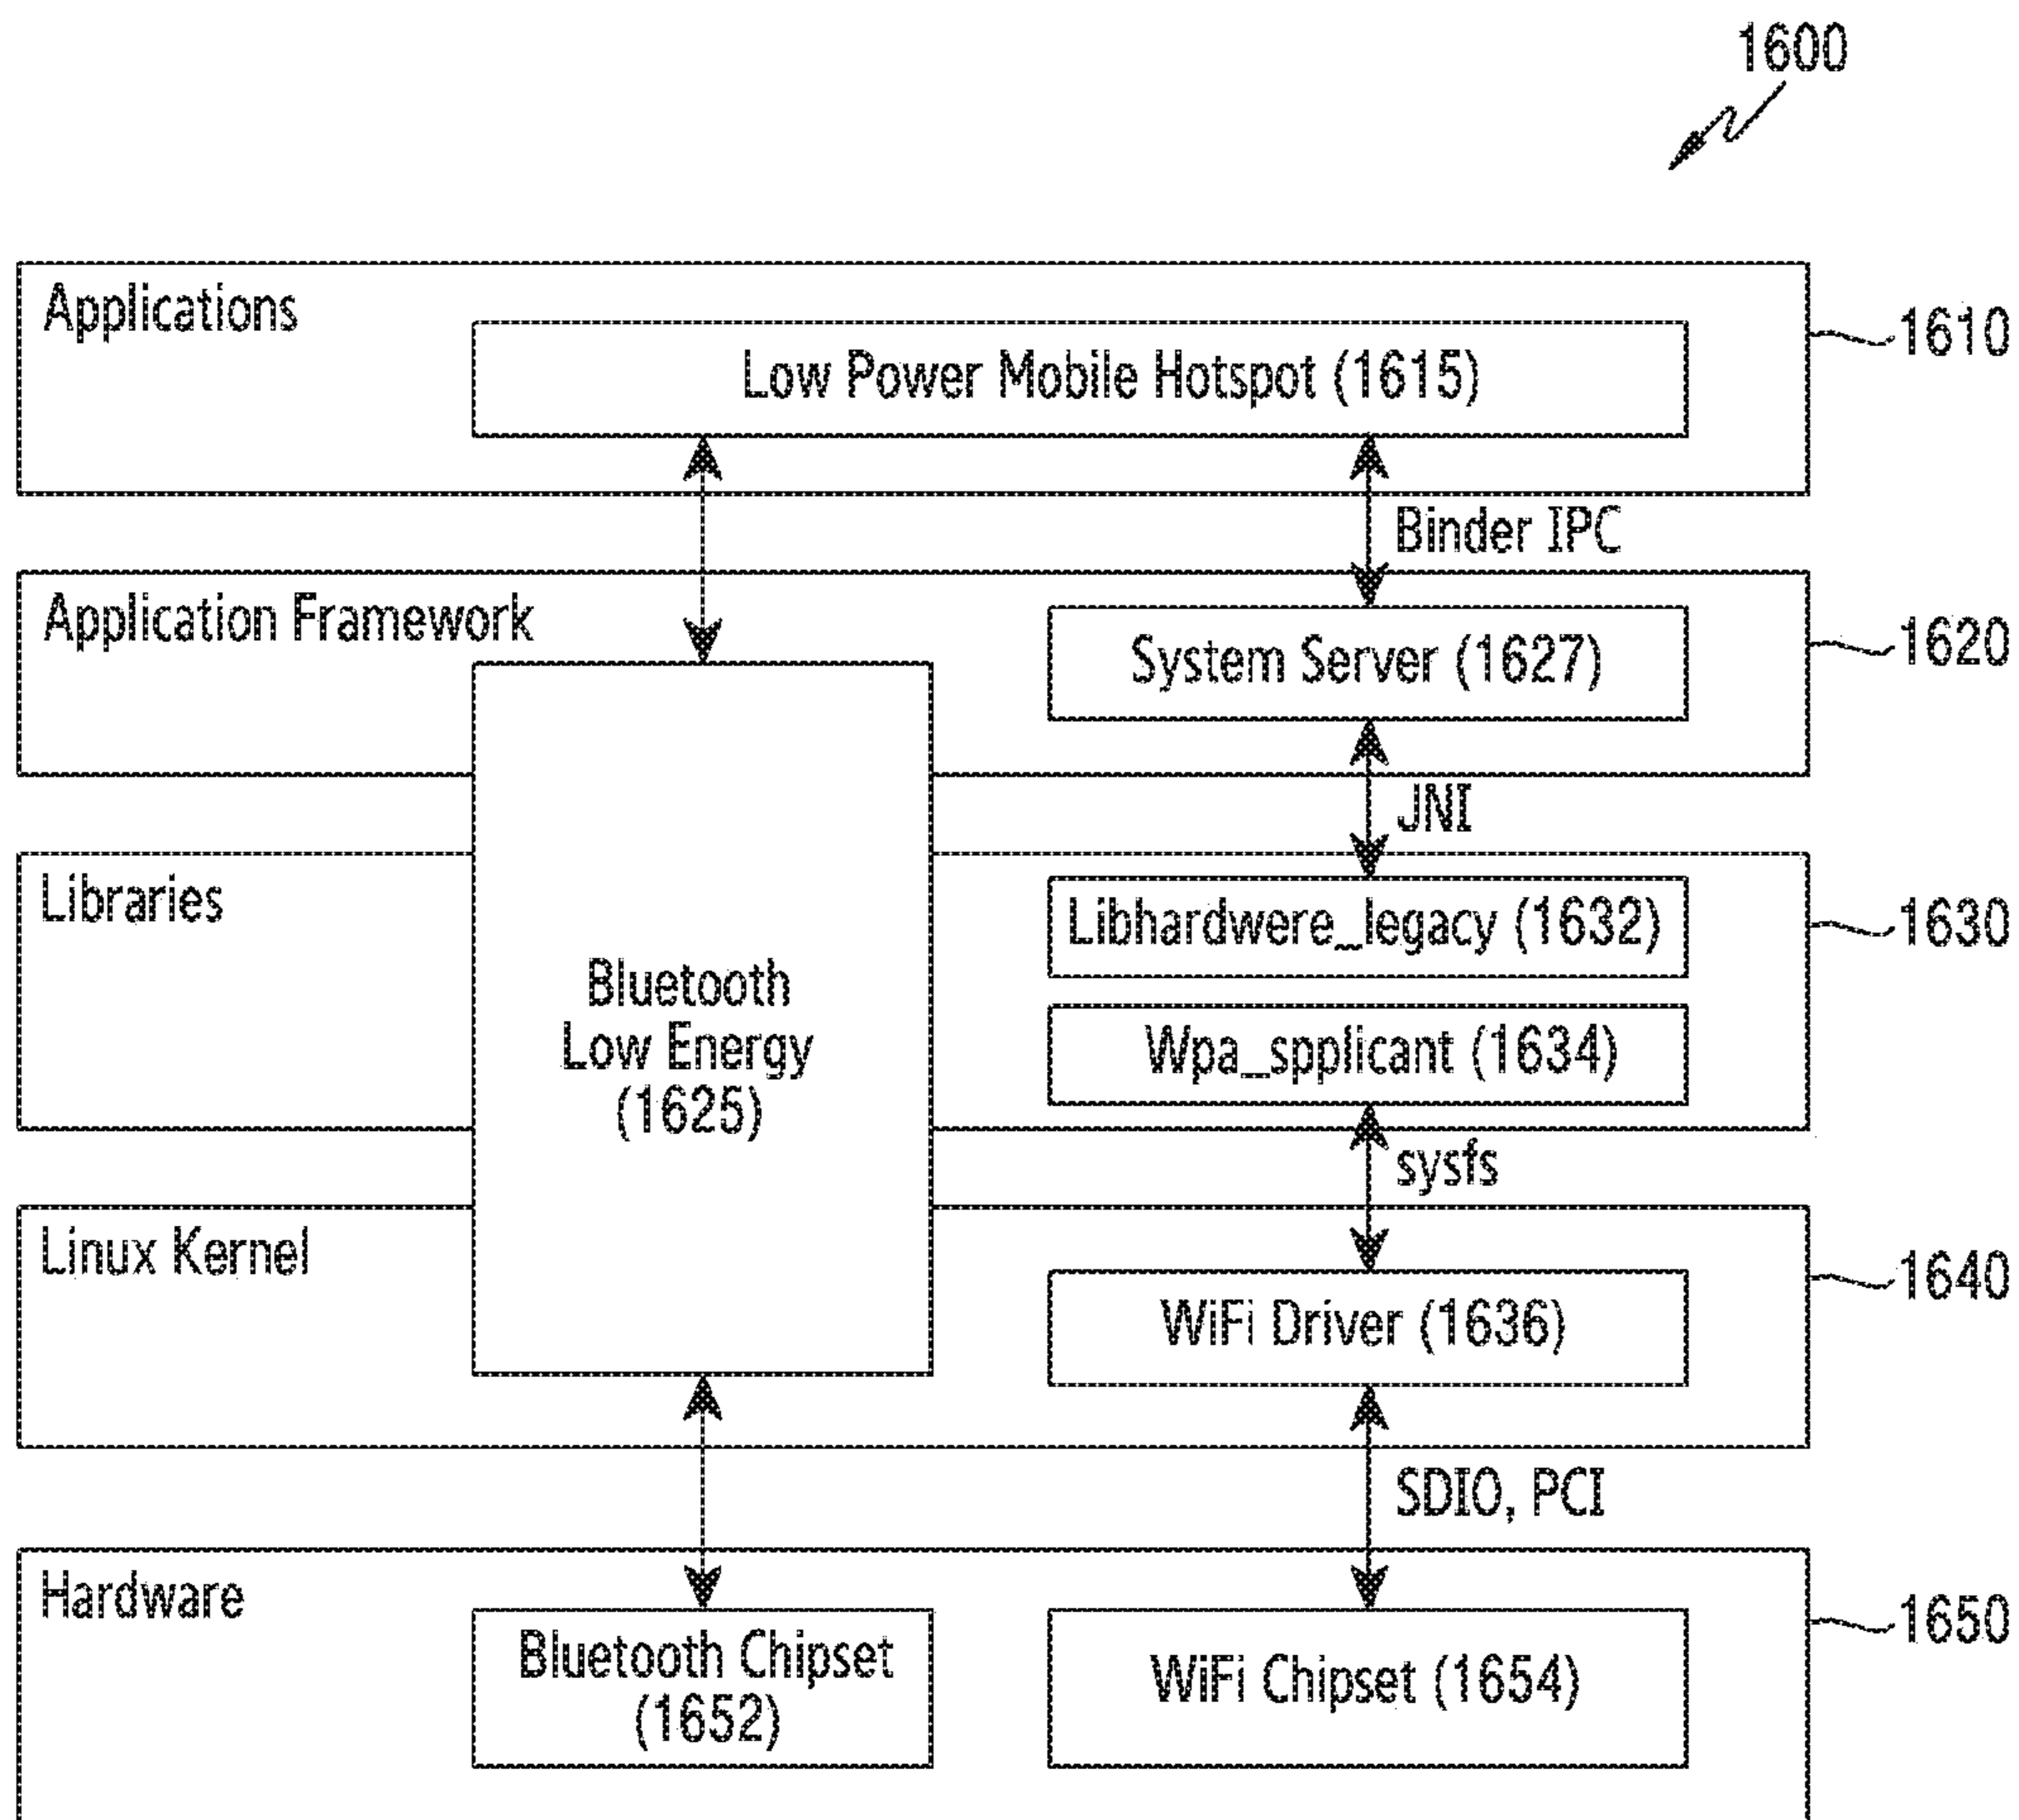 1600
Applications
1610
Low Power Mobile Hotspot (1615)
Binder IPC
Application Framework
1620
System Server (1627)
JNI
Libraries
1630
Libhardwere_legacy (1632)
Bluetooth
Low Energy
(1625)
Wpa_spplicant (1634)
sysfs
Linux Kernel
1640
WiFi Driver (1636)
SDIO, PCI
Hardware
1650
Bluetooth Chipset
(1652)
WiFi Chipset (1654)